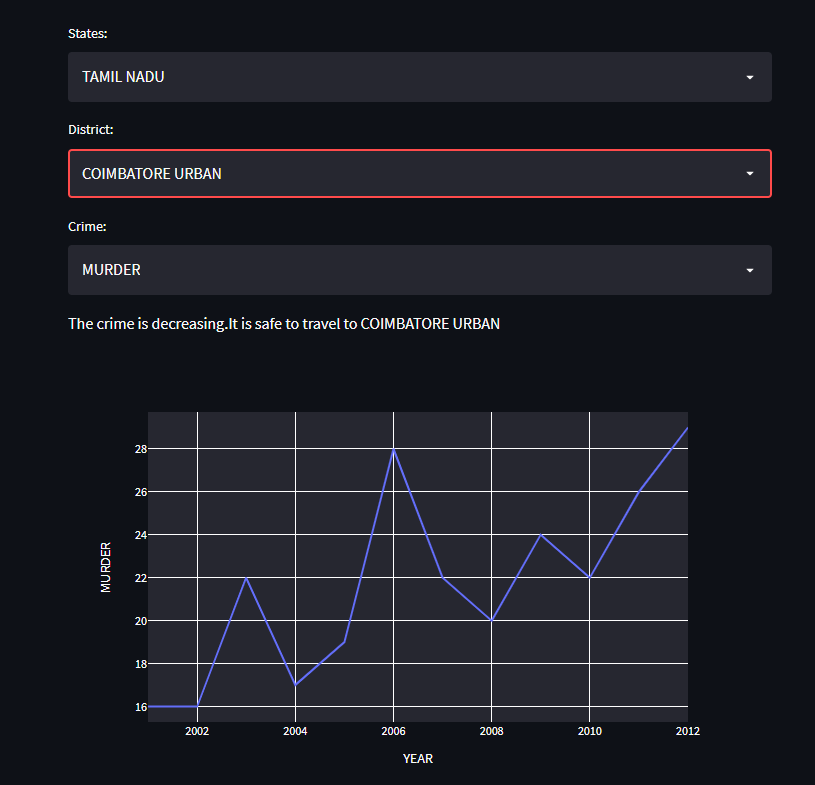 States:
TAMIL NADU
District:
COIMBATORE URBAN
Crime:
MURDER
The crime is decreasing.It is safe to travel to COIMBATORE URBAN
28
26
24
22
20
18
16
MURDER
2002 2004 2006 2008 2010 2012
YEAR